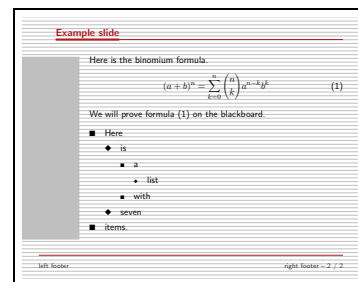 Example slide
Here is the binomium formula.
(a + b)^n = \sum_{k=0}^{n} \binom{n}{k} a^{n-k} b^k (1)
We will prove formula (1) on the blackboard.
■ Here
◆ is
■ a
◆ list
■ with
◆ seven
■ items.
left footer right footer – 2 / 2